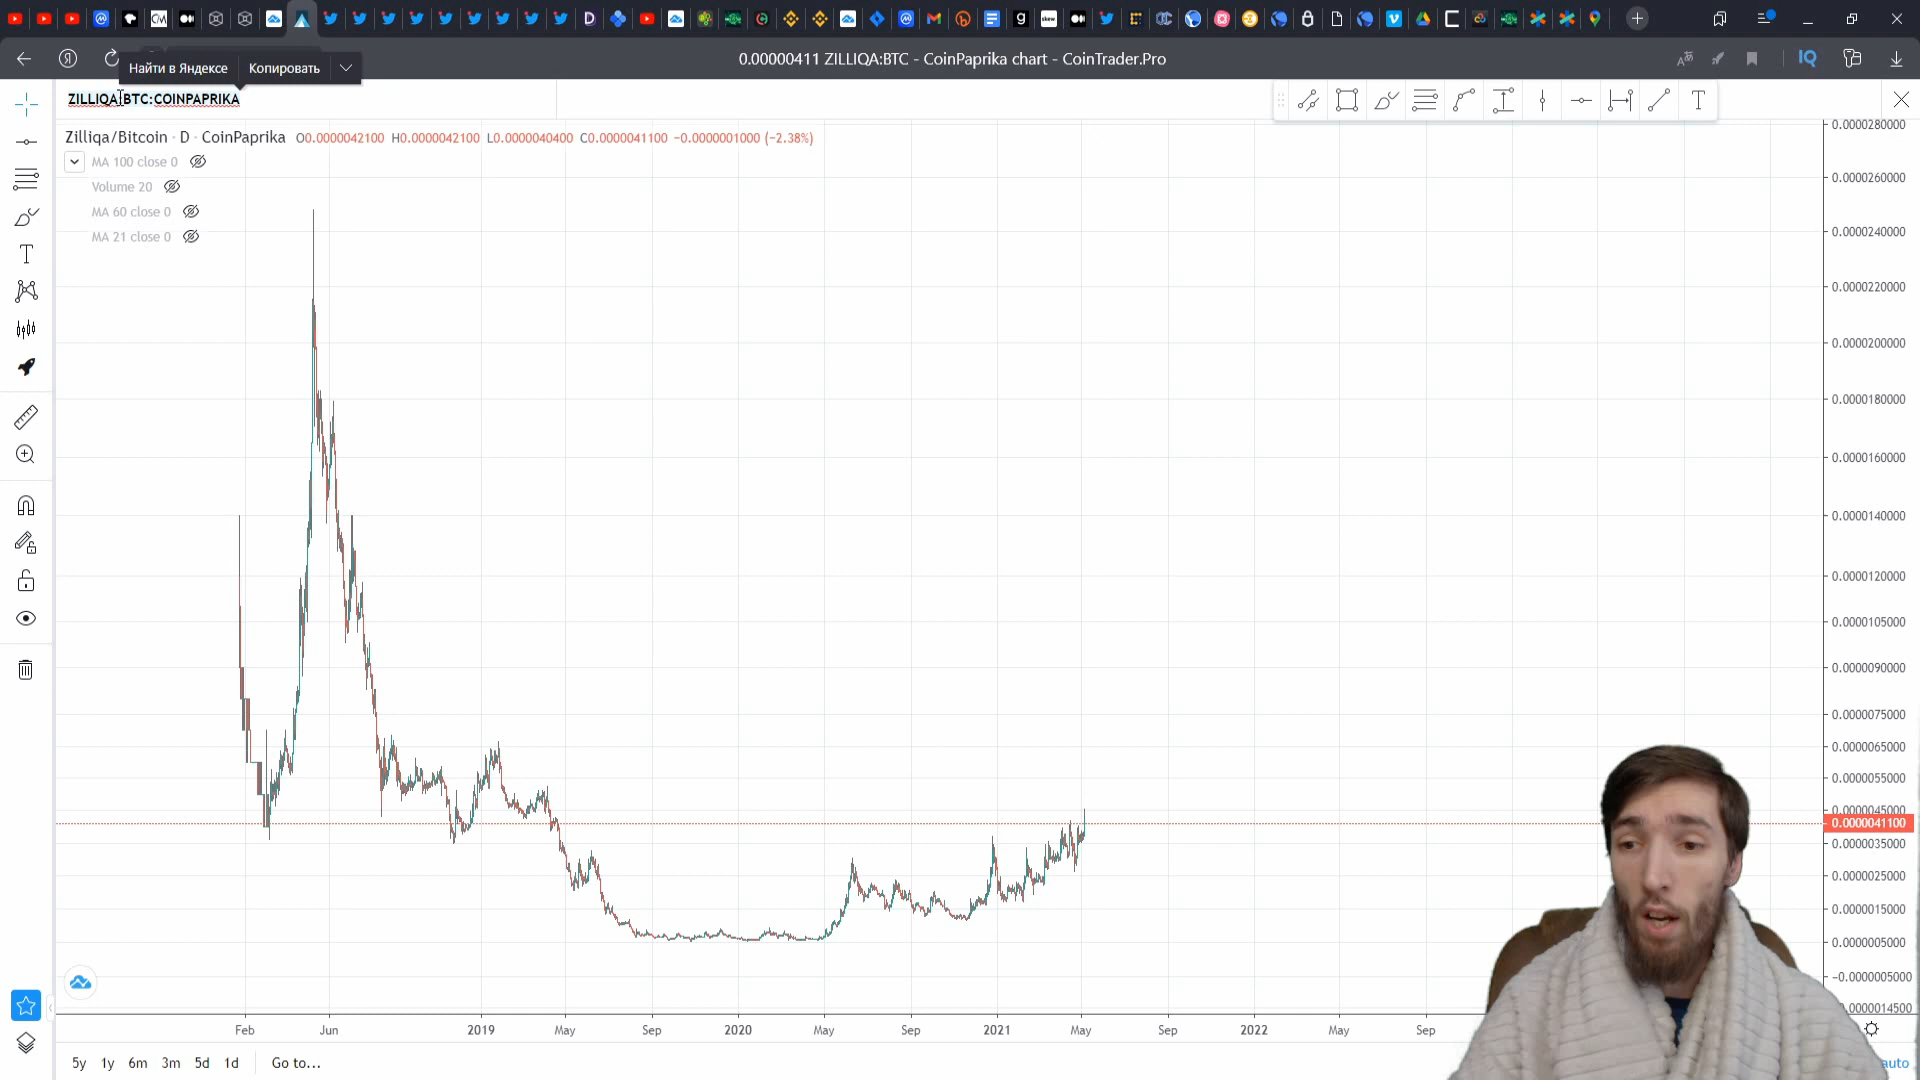 0.00000411 ZILLIQA:BTC - CoinPaprika chart - CoinTrader.Pro
Найти в Яндексе Копировать
ZILLIQA:BTC:COINPAPRIKA
Zilliqa/Bitcoin · D · CoinPaprika O0.0000042100 H0.0000042100 L0.0000040400 C0.0000041100 −0.0000001000 (−2.38%)
MA 100 close 0
Volume 20
MA 60 close 0
MA 21 close 0
0.0000280000
0.0000260000
0.0000240000
0.0000220000
0.0000200000
0.0000180000
0.0000160000
0.0000140000
0.0000120000
0.0000105000
0.0000090000
0.0000075000
0.0000065000
0.0000055000
0.0000045000
0.0000041100
0.0000035000
0.0000025000
0.0000015000
0.0000005000
−0.0000005000
Feb Jun 2019 May Sep 2020 May Sep 2021 May Sep 2022 May Sep
5y 1y 6m 3m 5d 1d Go to...
auto